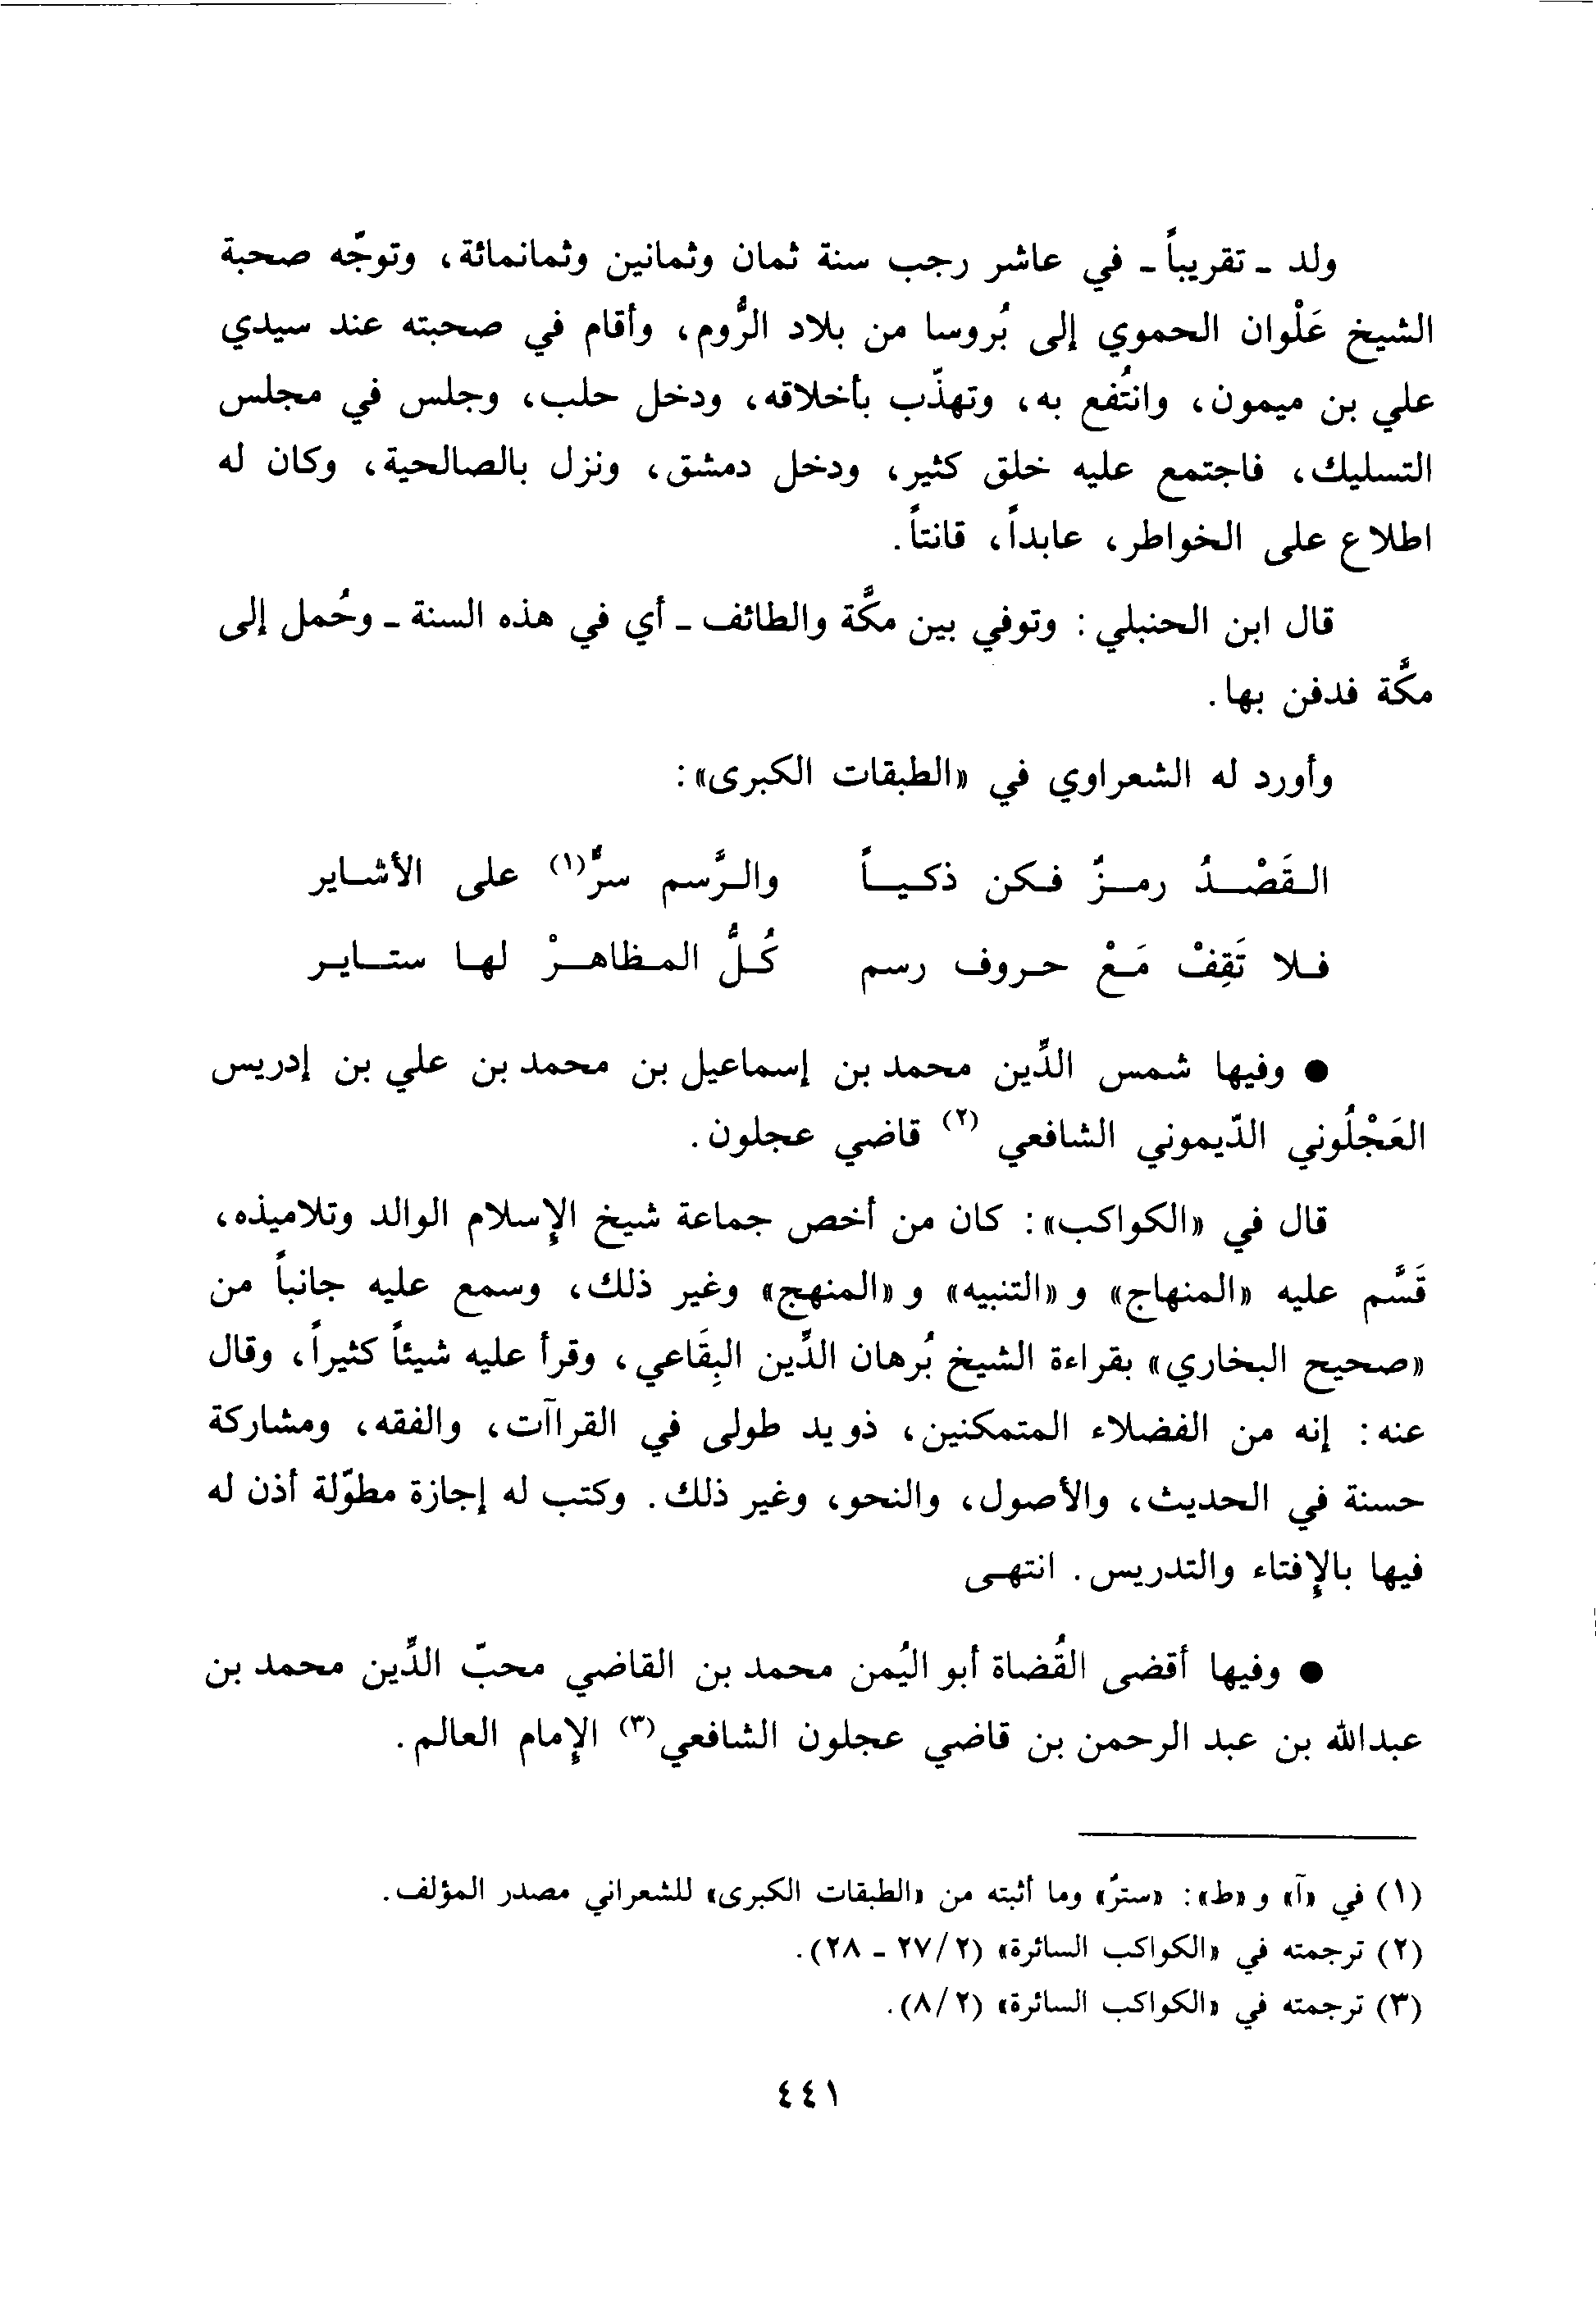 ولد ـ تقريباً ـ في عاشر رجب سنة ثمان وثمانين وثمانمائة، وتوجّه صحبة
الشيخ عَلْوان الحموي إلى بُروسا من بلاد الرُّوم، وأقام في صحبته عند سيدي
علي بن ميمون، وانتُفع به، وتهذّب بأخلاقه، ودخل حلب، وجلس في مجلس
التسليك، فاجتمع عليه خلق كثير، ودخل دمشق، ونزل بالصالحية، وكان له
اطلاع على الخواطر، عابداً، قانتاً.
قال ابن الحنبلي: وتوفي بين مكَّة والطائف ـ أي في هذه السنة ـ وحُمل إلى
مكَّة فدفن بها.
وأورد له الشعراوي في «الطبقات الكبرى»:
القَصْدُ رمزٌ فكن ذكياً والرَّسم سرٌّ(١) على الأشاير
فلا تَقِفْ مَعْ حروف رسم كُلُّ المظاهرْ لها ستاير
● وفيها شمس الدِّين محمد بن إسماعيل بن محمد بن علي بن إدريس
العَجْلُوني الدّيموني الشافعي (٢) قاضي عجلون.
قال في «الكواكب»: كان من أخص جماعة شيخ الإِسلام الوالد وتلاميذه،
قَسَّم عليه «المنهاج» و «التنبيه» و «المنهج» وغير ذلك، وسمع عليه جانباً من
«صحيح البخاري» بقراءة الشيخ بُرهان الدِّين البِقَاعي، وقرأ عليه شيئاً كثيراً، وقال
عنه: إنه من الفضلاء المتمكنين، ذو يد طولى في القراآت، والفقه، ومشاركة
حسنة في الحديث، والأصول، والنحو، وغير ذلك. وكتب له إجازة مطوّلة أذن له
فيها بالإِفتاء والتدريس. انتهى
● وفيها أقضى القُضاة أبو اليُمن محمد بن القاضي محبّ الدِّين محمد بن
عبدالله بن عبد الرحمن بن قاضي عجلون الشافعي(٣) الإِمام العالم.
(١) في «آ» و «ط»: «سترُ» وما أثبته من «الطبقات الكبرى» للشعراني مصدر المؤلف.
(٢) ترجمته في «الكواكب السائرة» (٢/ ٢٧ ـ ٢٨).
(٣) ترجمته في «الكواكب السائرة» (٢/ ٨).
٤٤١